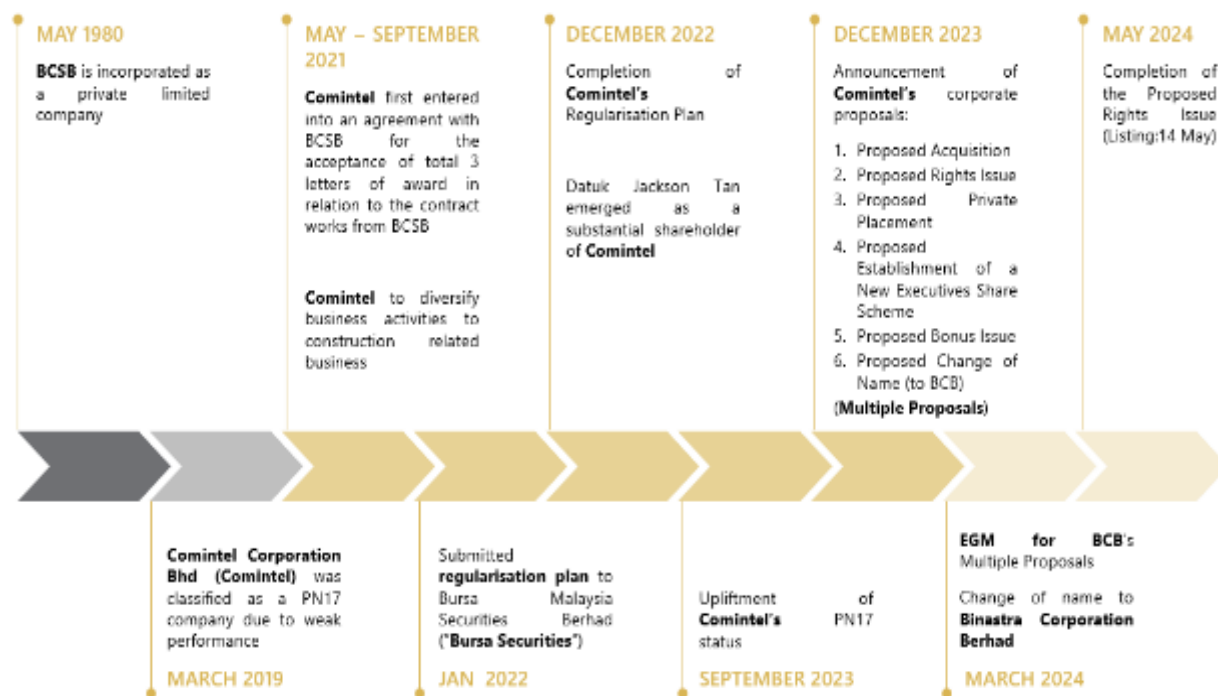 MAY 1980
BCSB is incorporated as
a private limited
company
MAY – SEPTEMBER
2021
Comintel first entered
into an agreement with
BCSB for the
acceptance of total 3
letters of award in
relation to the contract
works from BCSB
Comintel to diversify
business activities to
construction related
business
DECEMBER 2022
Completion of
Comintel's
Regularisation Plan
Datuk Jackson Tan
emerged as a
substantial shareholder
of Comintel
DECEMBER 2023
Announcement of
Comintel's corporate
proposals:
1. Proposed Acquisition
2. Proposed Rights Issue
3. Proposed Private
Placement
4. Proposed
Establishment of a
New Executives Share
Scheme
5. Proposed Bonus Issue
6. Proposed Change of
Name (to BCB)
(Multiple Proposals)
MAY 2024
Completion of
the Proposed
Rights Issue
(Listing:14 May)
Comintel Corporation
Bhd (Comintel) was
classified as a PN17
company due to weak
performance
MARCH 2019
Submitted
regularisation plan to
Bursa Malaysia
Securities Berhad
("Bursa Securities")
JAN 2022
Upliftment of
Comintel's PN17
status
SEPTEMBER 2023
EGM for BCB's
Multiple Proposals
Change of name to
Binastra Corporation
Berhad
MARCH 2024